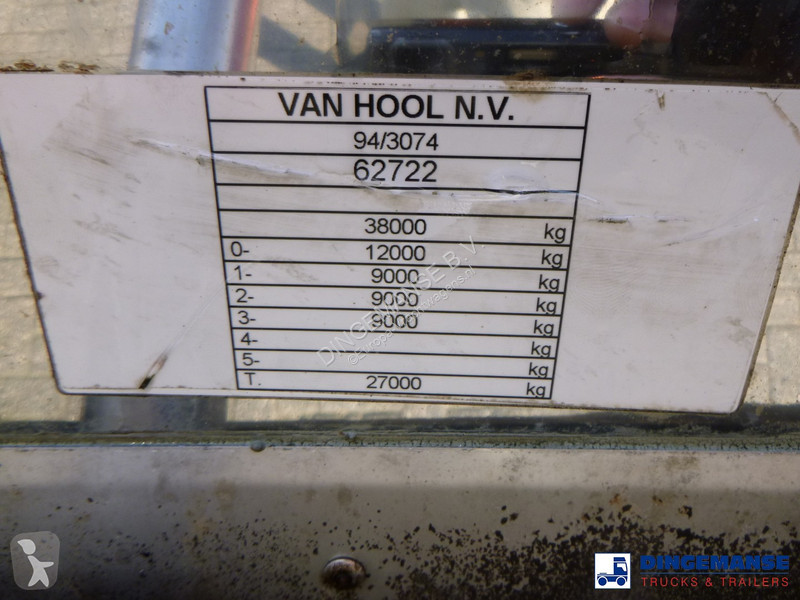 VAN HOOL N.V.
94/3074
62722
38000 kg
0- 12000 kg
1- 9000 kg
2- 9000 kg
3- 9000 kg
4- kg
5- kg
T. 27000 kg
DINGEMANSE B.V.
DINGEMANSE
TRUCKS & TRAILERS